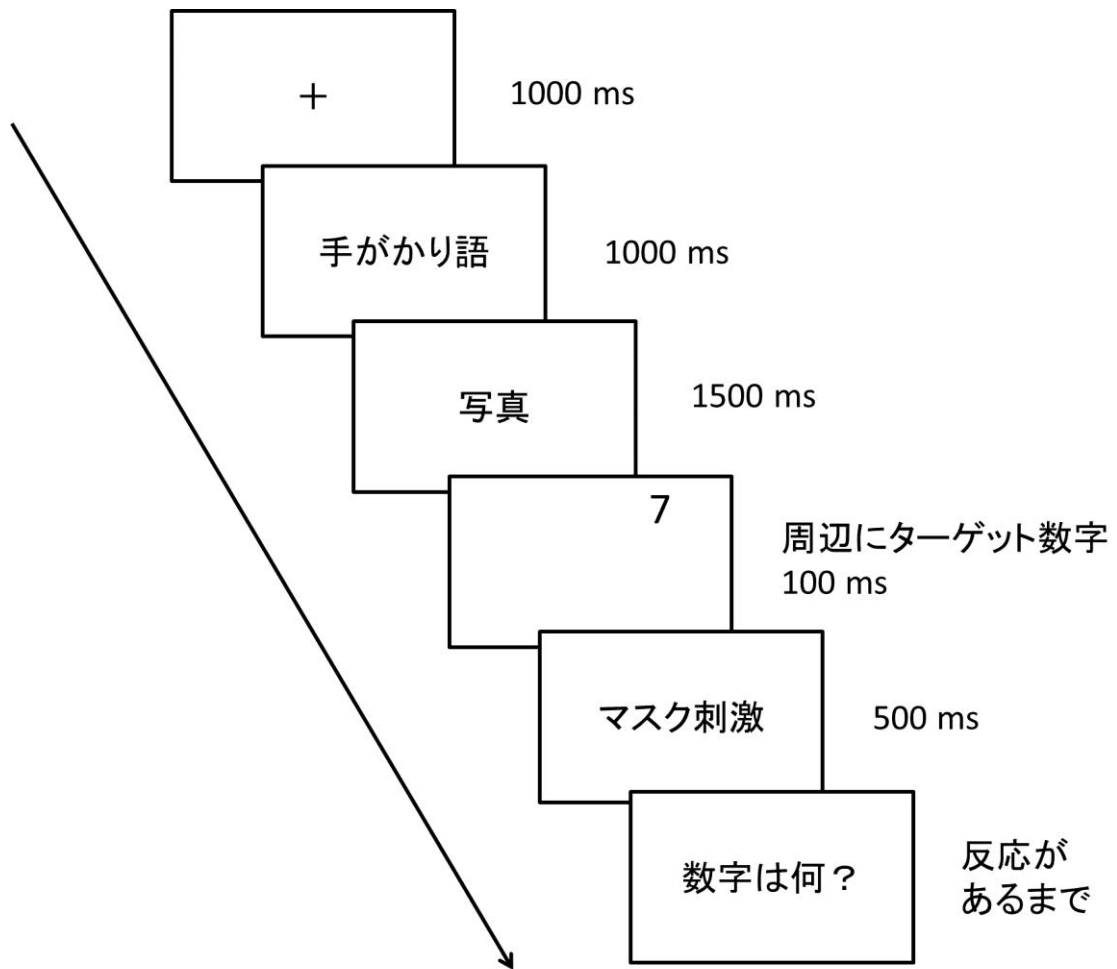 +
1000 ms
手がかり語
1000 ms
写真
1500 ms
7
周辺にターゲット数字
100 ms
マスク刺激
500 ms
数字は何？
反応が
あるまで